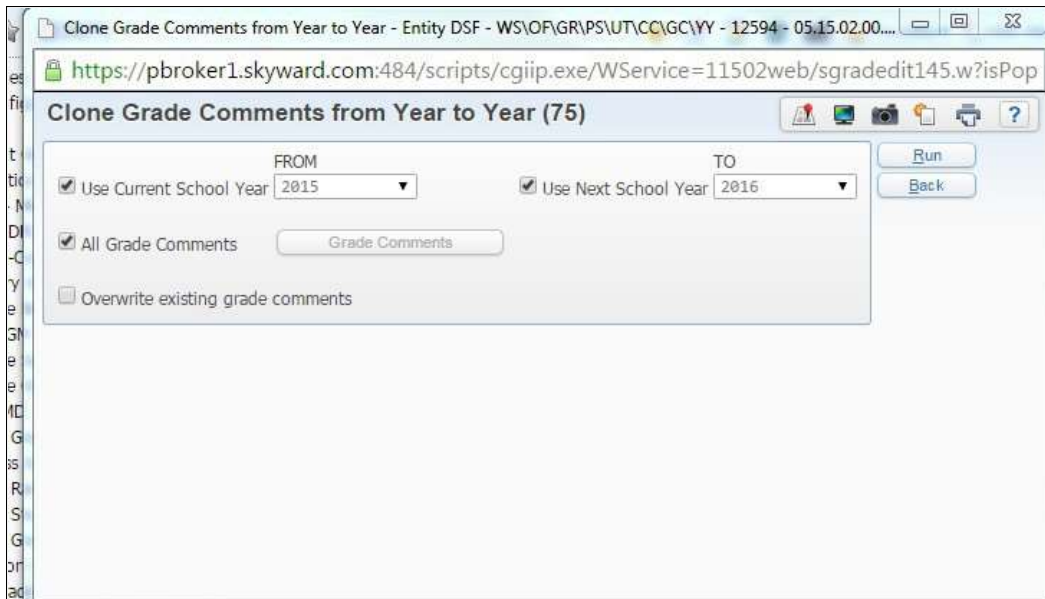 Clone Grade Comments from Year to Year - Entity DSF - WS\OF\GR\PS\UT\CC\GC\YY - 12594 - 05.15.02.00....
https://pbroker1.skyward.com:484/scripts/cgiip.exe/WService=11502web/sgradedit145.w?isPop
Clone Grade Comments from Year to Year (75)
?
FROM TO
Use Current School Year 2015 Use Next School Year 2016
Run
Back
All Grade Comments Grade Comments
Overwrite existing grade comments